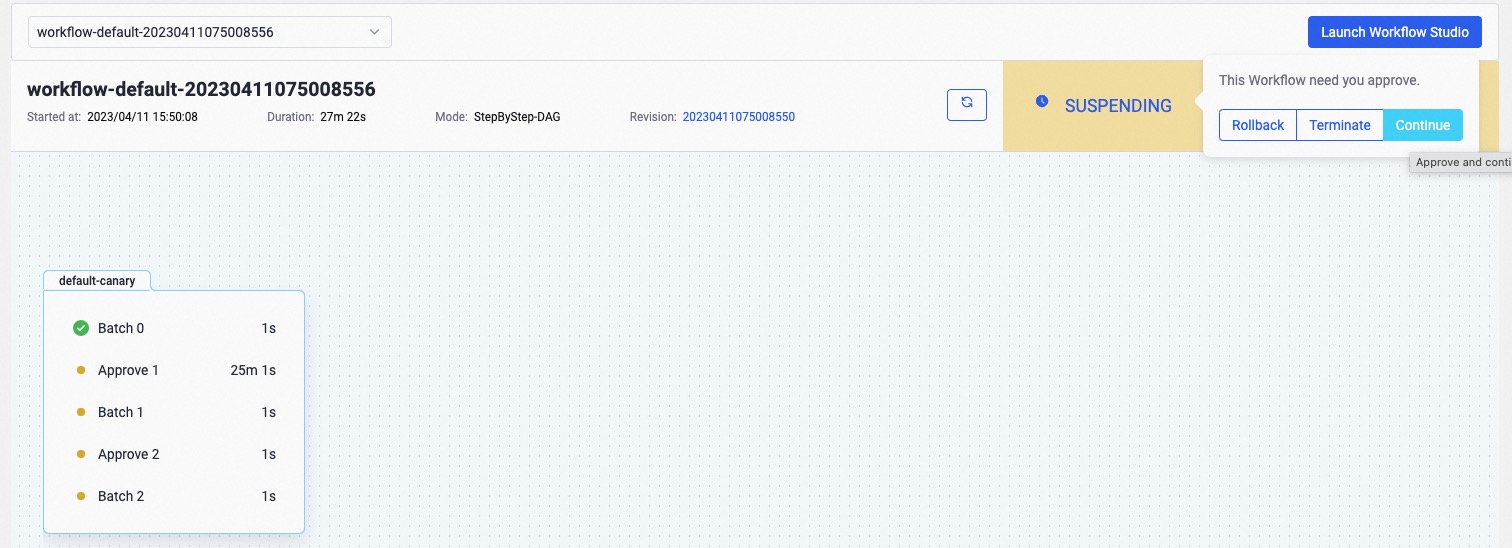 workflow-default-20230411075008556
Launch Workflow Studio
workflow-default-20230411075008556
Started at: 2023/04/11 15:50:08 Duration: 27m 22s Mode: StepByStep-DAG Revision: 20230411075008550
SUSPENDING
This Workflow need you approve.
Rollback Terminate Continue
Approve and conti
default-canary
Batch 0 1s
Approve 1 25m 1s
Batch 1 1s
Approve 2 1s
Batch 2 1s